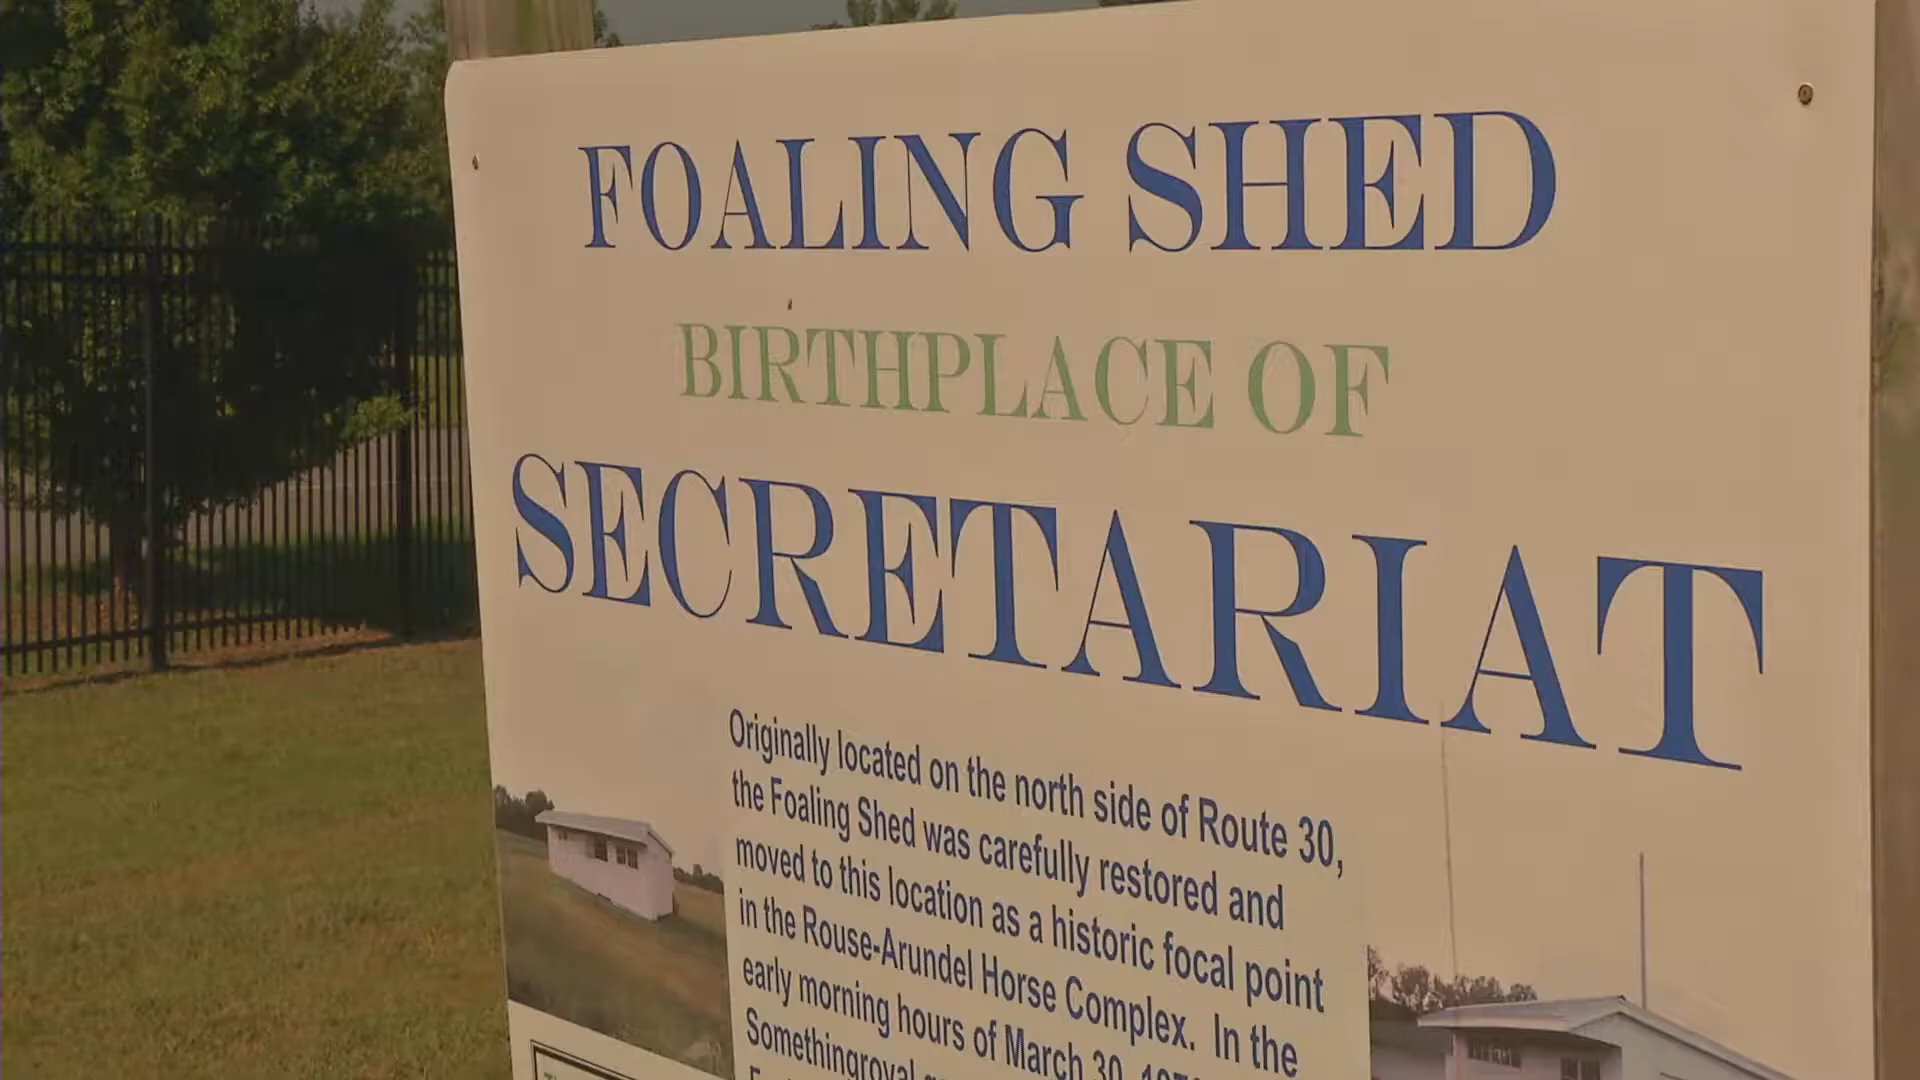 FOALING SHED
BIRTHPLACE OF
SECRETARIAT
Originally located on the north side of Route 30,
the Foaling Shed was carefully restored and
moved to this location as a historic focal point
in the Rouse-Arundel Horse Complex. In the
early morning hours of March 30,
Somethingroyal